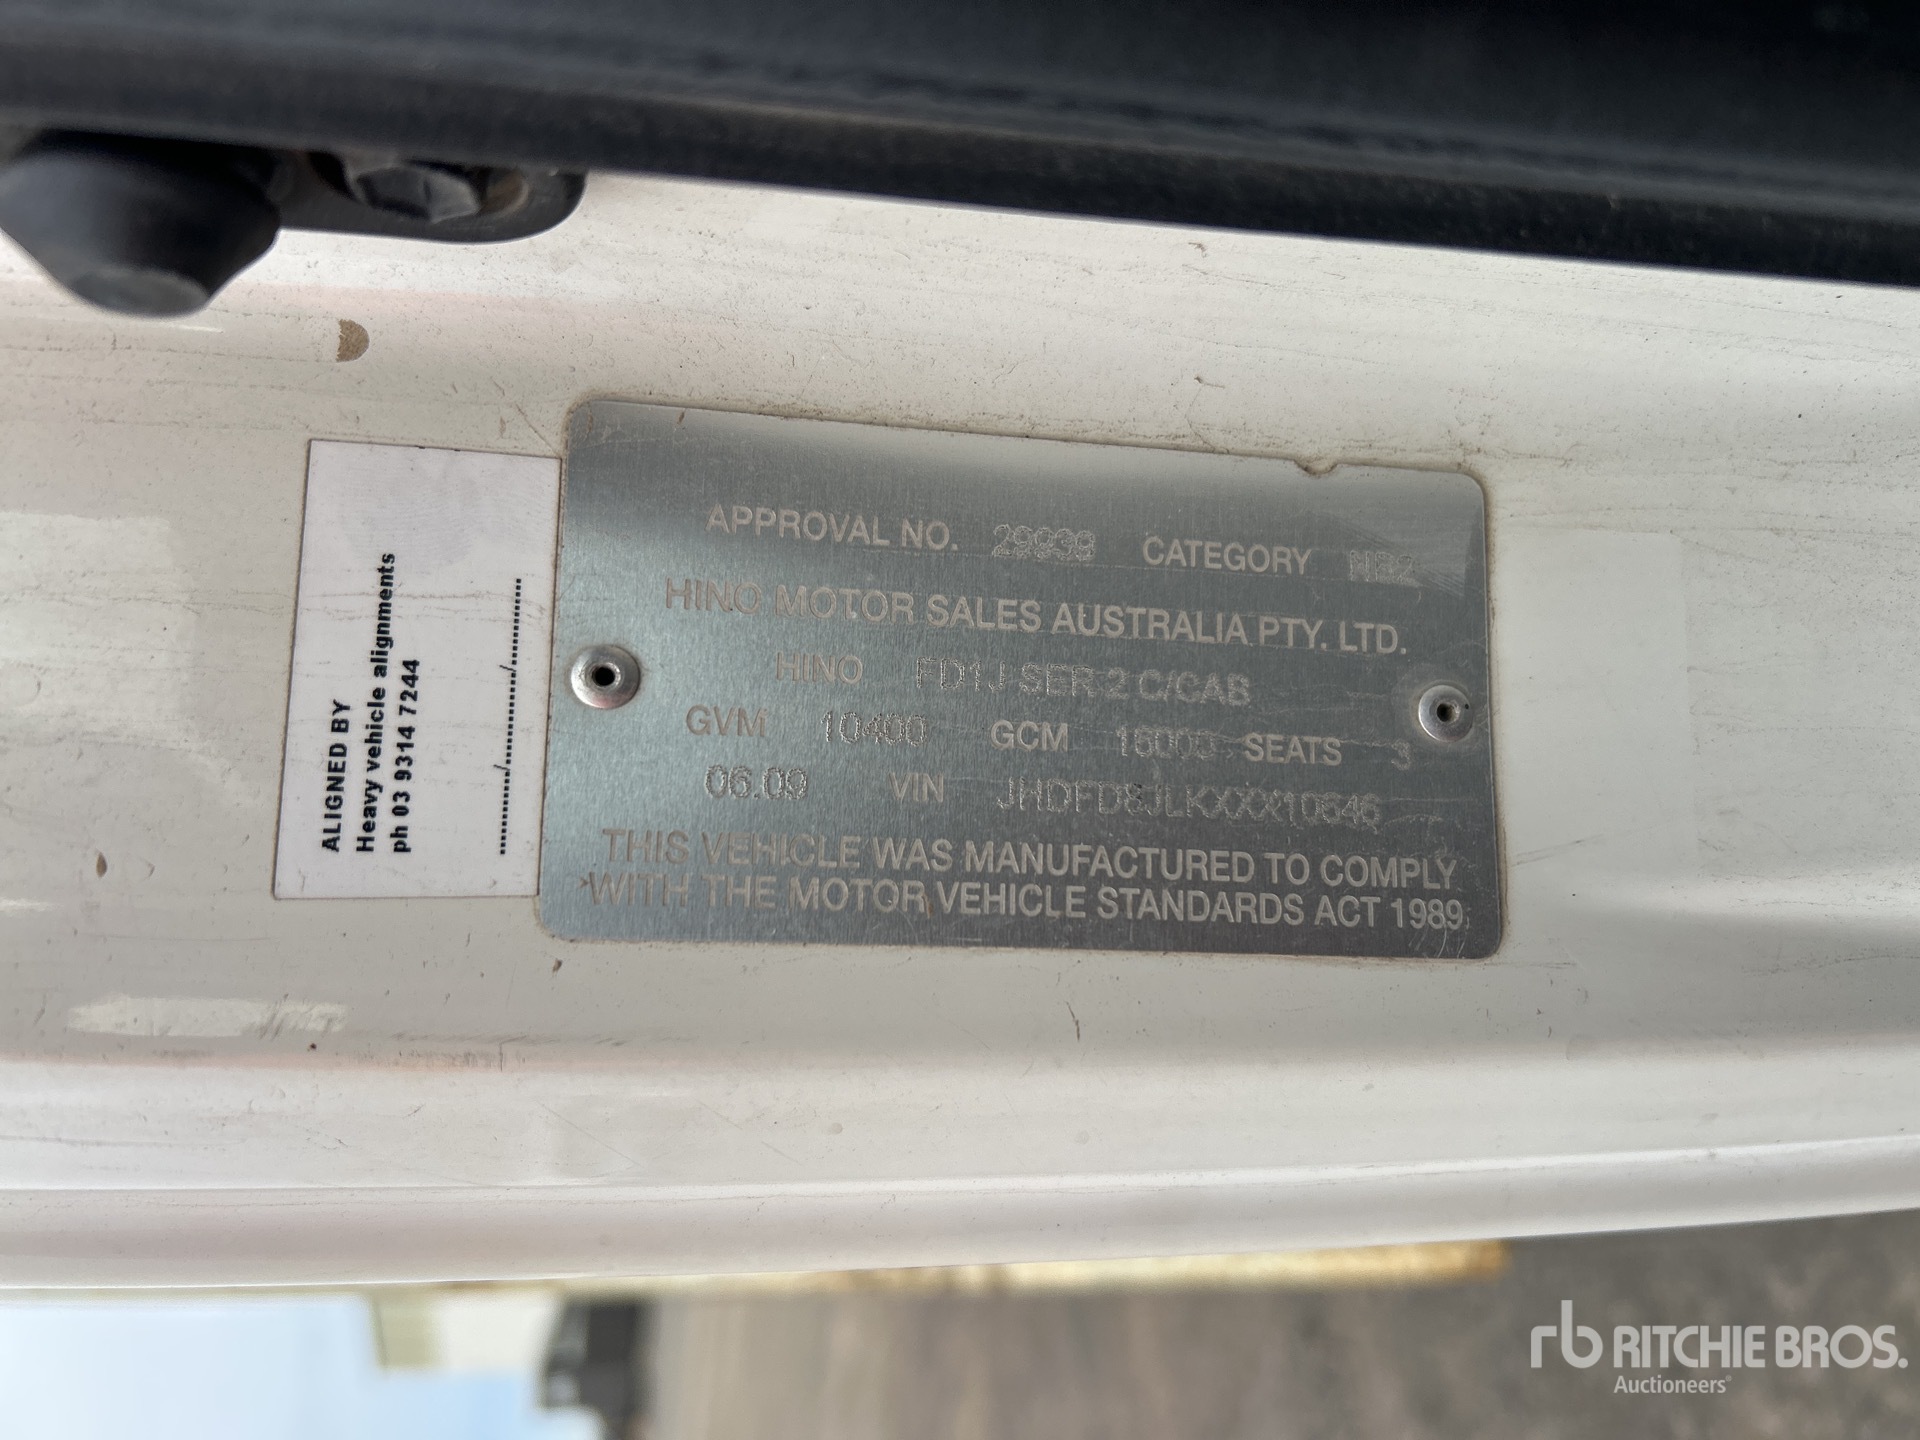 ALIGNED BY
Heavy vehicle alignments
ph 03 9314 7244
............/............/............
APPROVAL NO. 29939 CATEGORY NB2
HINO MOTOR SALES AUSTRALIA PTY. LTD.
HINO FD1J SER 2 C/CAB
GVM 10400 GCM 16000 SEATS 3
06.09 VIN JHDFD8JLKXXX10646
THIS VEHICLE WAS MANUFACTURED TO COMPLY
WITH THE MOTOR VEHICLE STANDARDS ACT 1989.
rb RITCHIE BROS.
Auctioneers